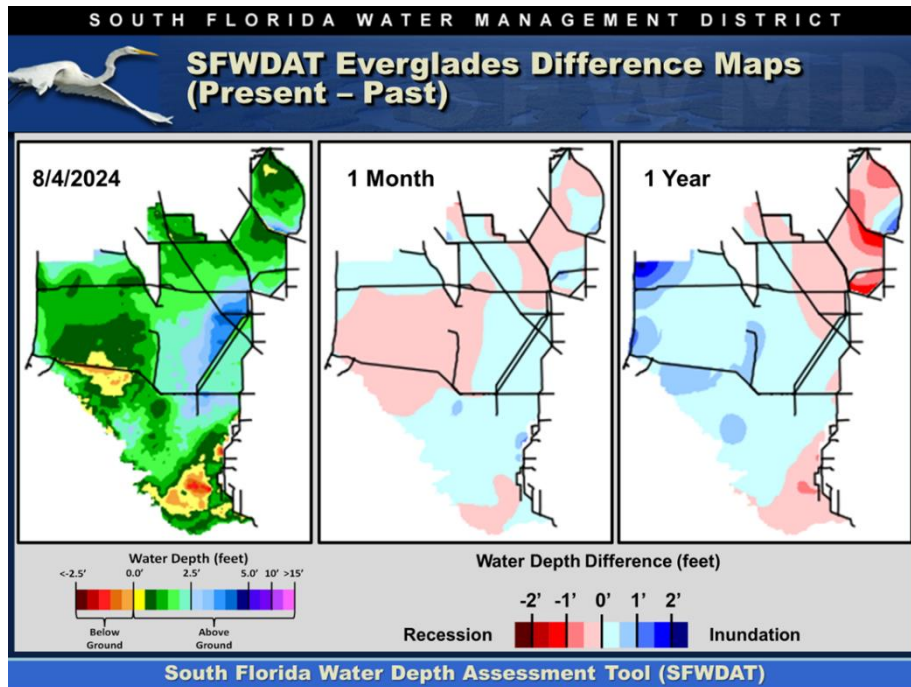 SOUTH FLORIDA WATER MANAGEMENT DISTRICT
SFWDAT Everglades Difference Maps
(Present – Past)
8/4/2024
1 Month
1 Year
Water Depth (feet)
<-2.5' 0.0' 2.5' 5.0' 10' >15'
Below
Ground
Above
Ground
Water Depth Difference (feet)
-2' -1' 0' 1' 2'
Recession
Inundation
South Florida Water Depth Assessment Tool (SFWDAT)